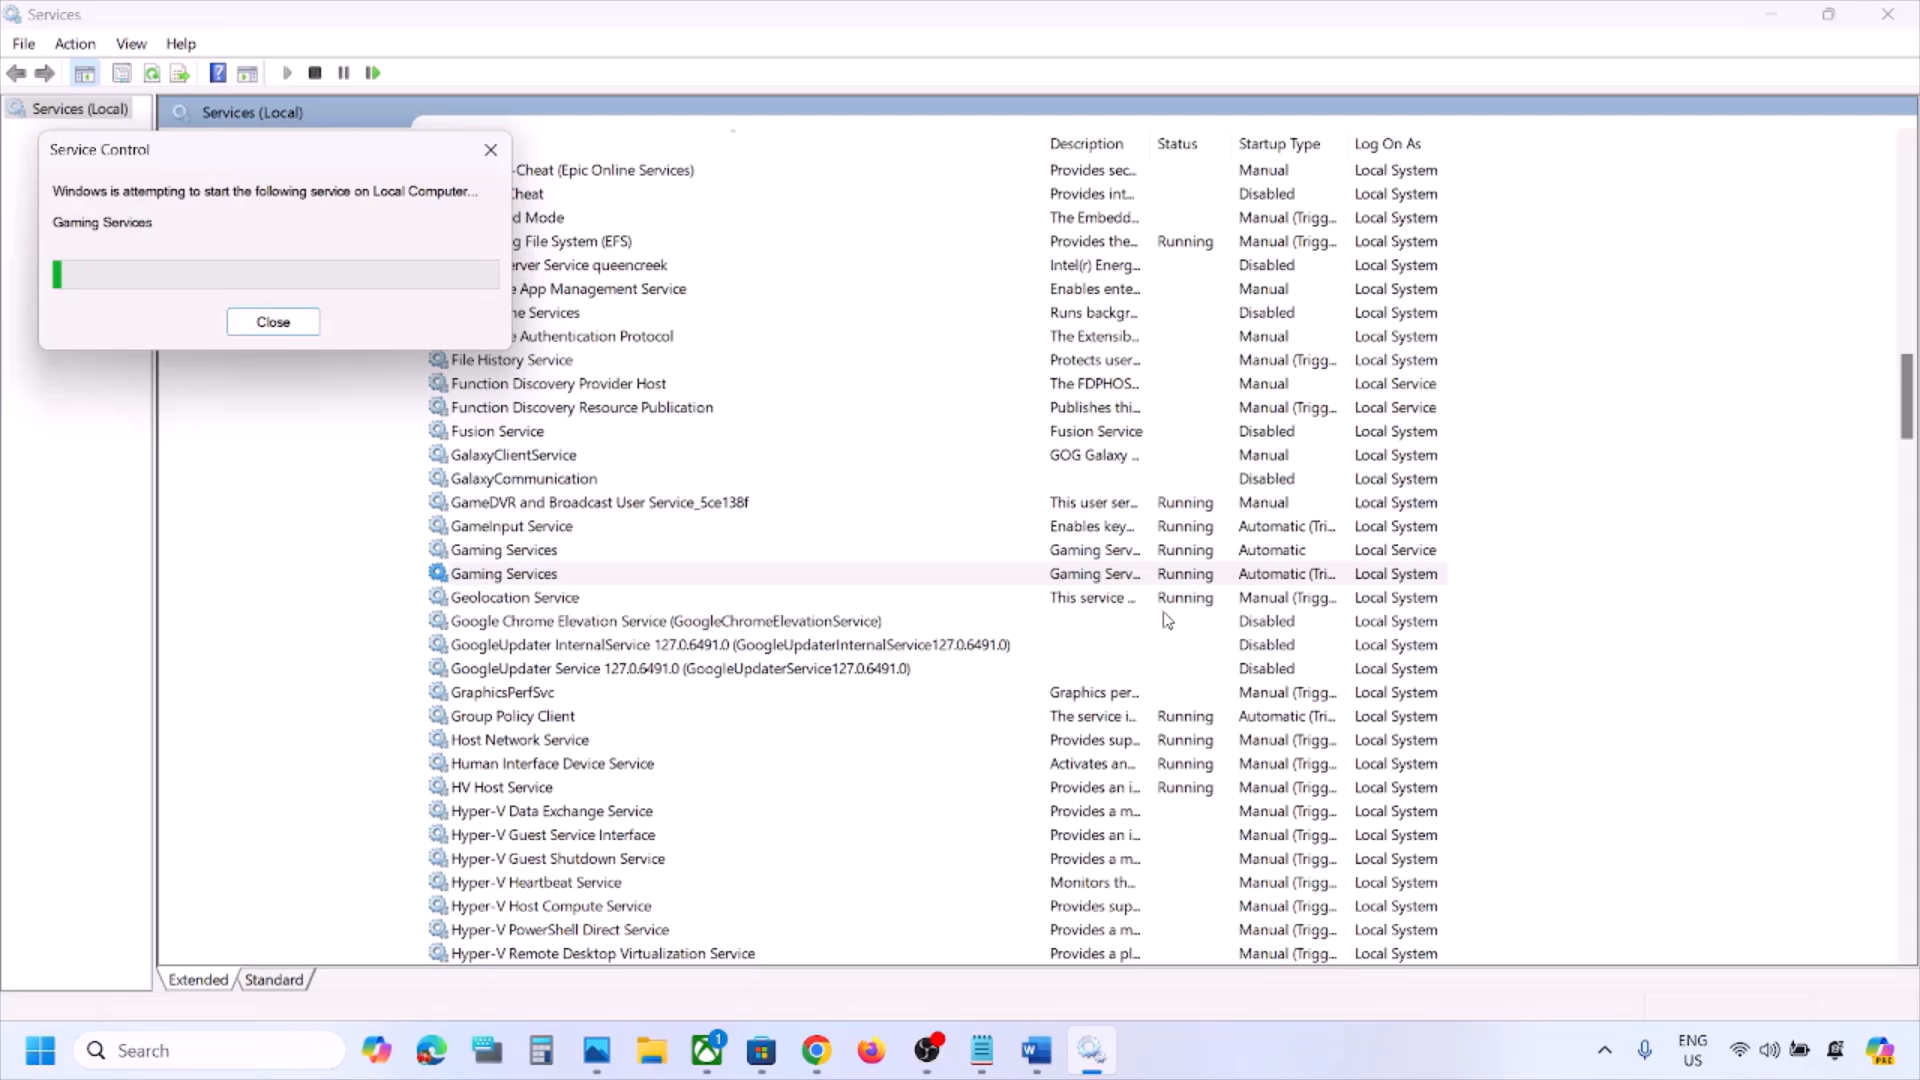 Services
File Action View Help
Services (Local)
Services (Local)
Service Control
Windows is attempting to start the following service on Local Computer...
Gaming Services
Close
Description Status Startup Type Log On As
-Cheat (Epic Online Services) Provides sec... Manual Local System
Cheat Provides int... Disabled Local System
d Mode The Embedd... Manual (Trigg... Local System
g File System (EFS) Provides the... Running Manual (Trigg... Local System
erver Service queencreek Intel(r) Energ... Disabled Local System
e App Management Service Enables ente... Manual Local System
ne Services Runs backgr... Disabled Local System
e Authentication Protocol The Extensib... Manual Local System
File History Service Protects user... Manual (Trigg... Local System
Function Discovery Provider Host The FDPHOS... Manual Local Service
Function Discovery Resource Publication Publishes thi... Manual (Trigg... Local Service
Fusion Service Fusion Service Disabled Local System
GalaxyClientService GOG Galaxy ... Manual Local System
GalaxyCommunication Disabled Local System
GameDVR and Broadcast User Service_5ce138f This user ser... Running Manual Local System
GameInput Service Enables key... Running Automatic (Tri... Local System
Gaming Services Gaming Serv... Running Automatic Local Service
Gaming Services Gaming Serv... Running Automatic (Tri... Local System
Geolocation Service This service ... Running Manual (Trigg... Local System
Google Chrome Elevation Service (GoogleChromeElevationService) Disabled Local System
GoogleUpdater InternalService 127.0.6491.0 (GoogleUpdaterInternalService127.0.6491.0) Disabled Local System
GoogleUpdater Service 127.0.6491.0 (GoogleUpdaterService127.0.6491.0) Disabled Local System
GraphicsPerfSvc Graphics per... Manual (Trigg... Local System
Group Policy Client The service i... Running Automatic (Tri... Local System
Host Network Service Provides sup... Running Manual (Trigg... Local System
Human Interface Device Service Activates an... Running Manual (Trigg... Local System
HV Host Service Provides an i... Running Manual (Trigg... Local System
Hyper-V Data Exchange Service Provides a m... Manual (Trigg... Local System
Hyper-V Guest Service Interface Provides an i... Manual (Trigg... Local System
Hyper-V Guest Shutdown Service Provides a m... Manual (Trigg... Local System
Hyper-V Heartbeat Service Monitors th... Manual (Trigg... Local System
Hyper-V Host Compute Service Provides sup... Manual (Trigg... Local System
Hyper-V PowerShell Direct Service Provides a m... Manual (Trigg... Local System
Hyper-V Remote Desktop Virtualization Service Provides a pl... Manual (Trigg... Local System
Extended Standard
Search 1 ENG
US
PRE